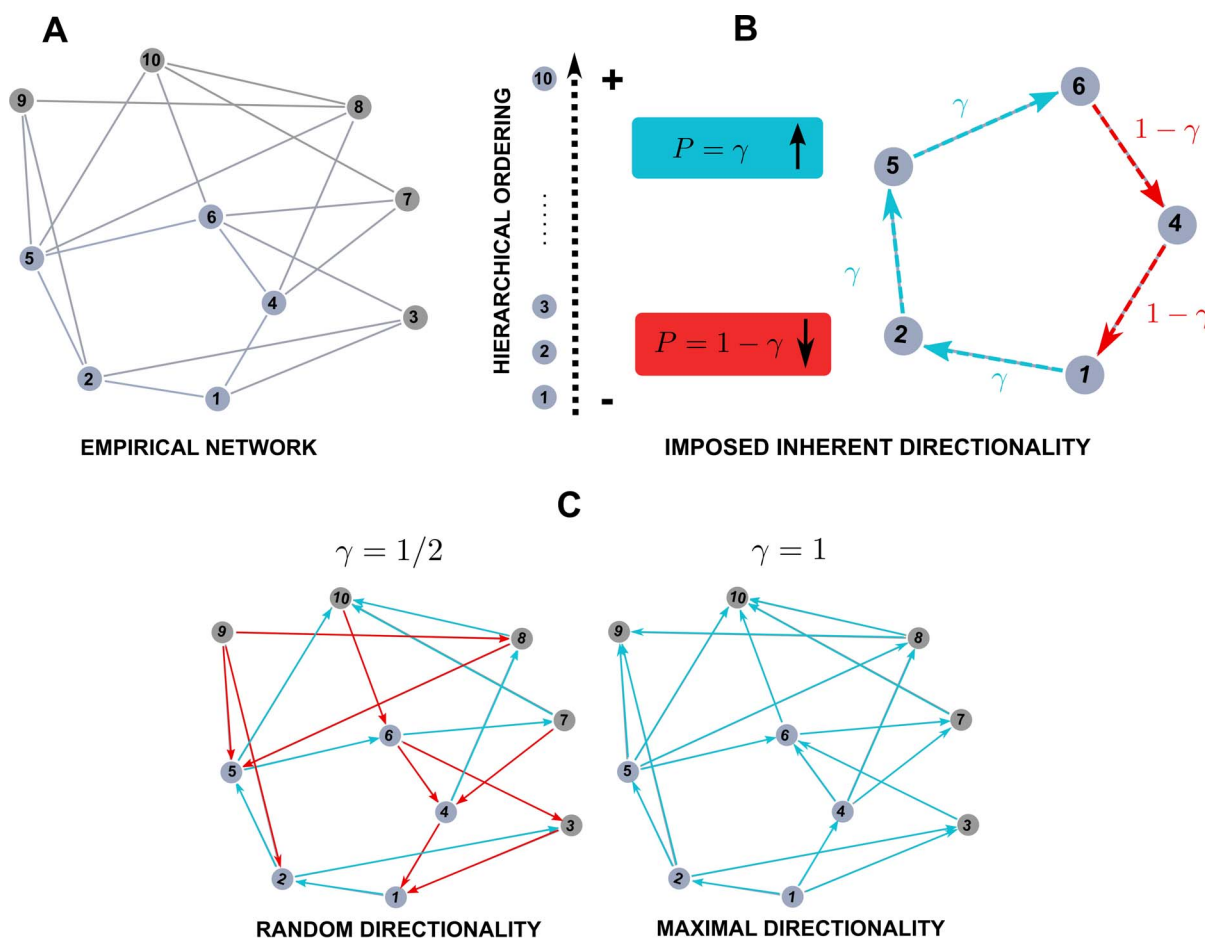 A
10
9
8
7
6
5
4
3
2
1
EMPIRICAL NETWORK
HIERARCHICAL ORDERING
10
3
2
1
+
-
B
P = γ
P = 1 − γ
6
5
4
2
1
γ
γ
γ
1 − γ
1 − γ
IMPOSED INHERENT DIRECTIONALITY
C
γ = 1/2
10
9
8
7
6
5
4
3
2
1
RANDOM DIRECTIONALITY
γ = 1
10
9
8
7
6
5
4
3
2
1
MAXIMAL DIRECTIONALITY